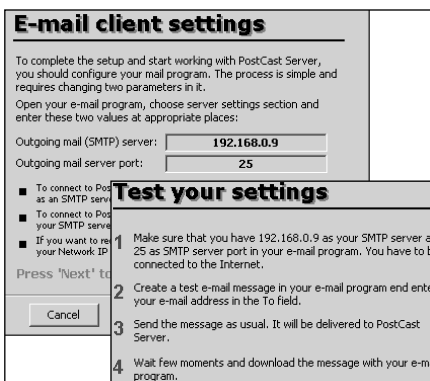 E-mail client settings
To complete the setup and start working with PostCast Server,
you should configure your mail program. The process is simple and
requires changing two parameters in it.
Open your e-mail program, choose server settings section and
enter these two values at appropriate places:
Outgoing mail (SMTP) server: 192.168.0.9
Outgoing mail server port: 25
To connect to Pos
as an SMTP serv
To connect to Pos
your SMTP serve
If you want to re
your Network IP
Press 'Next' to
Cancel
Test your settings
1 Make sure that you have 192.168.0.9 as your SMTP server a
25 as SMTP server port in your e-mail program. You have to b
connected to the Internet.
2 Create a test e-mail message in your e-mail program end ente
your e-mail address in the To field.
3 Send the message as usual. It will be delivered to PostCast
Server.
4 Wait few moments and download the message with your e-m
program.